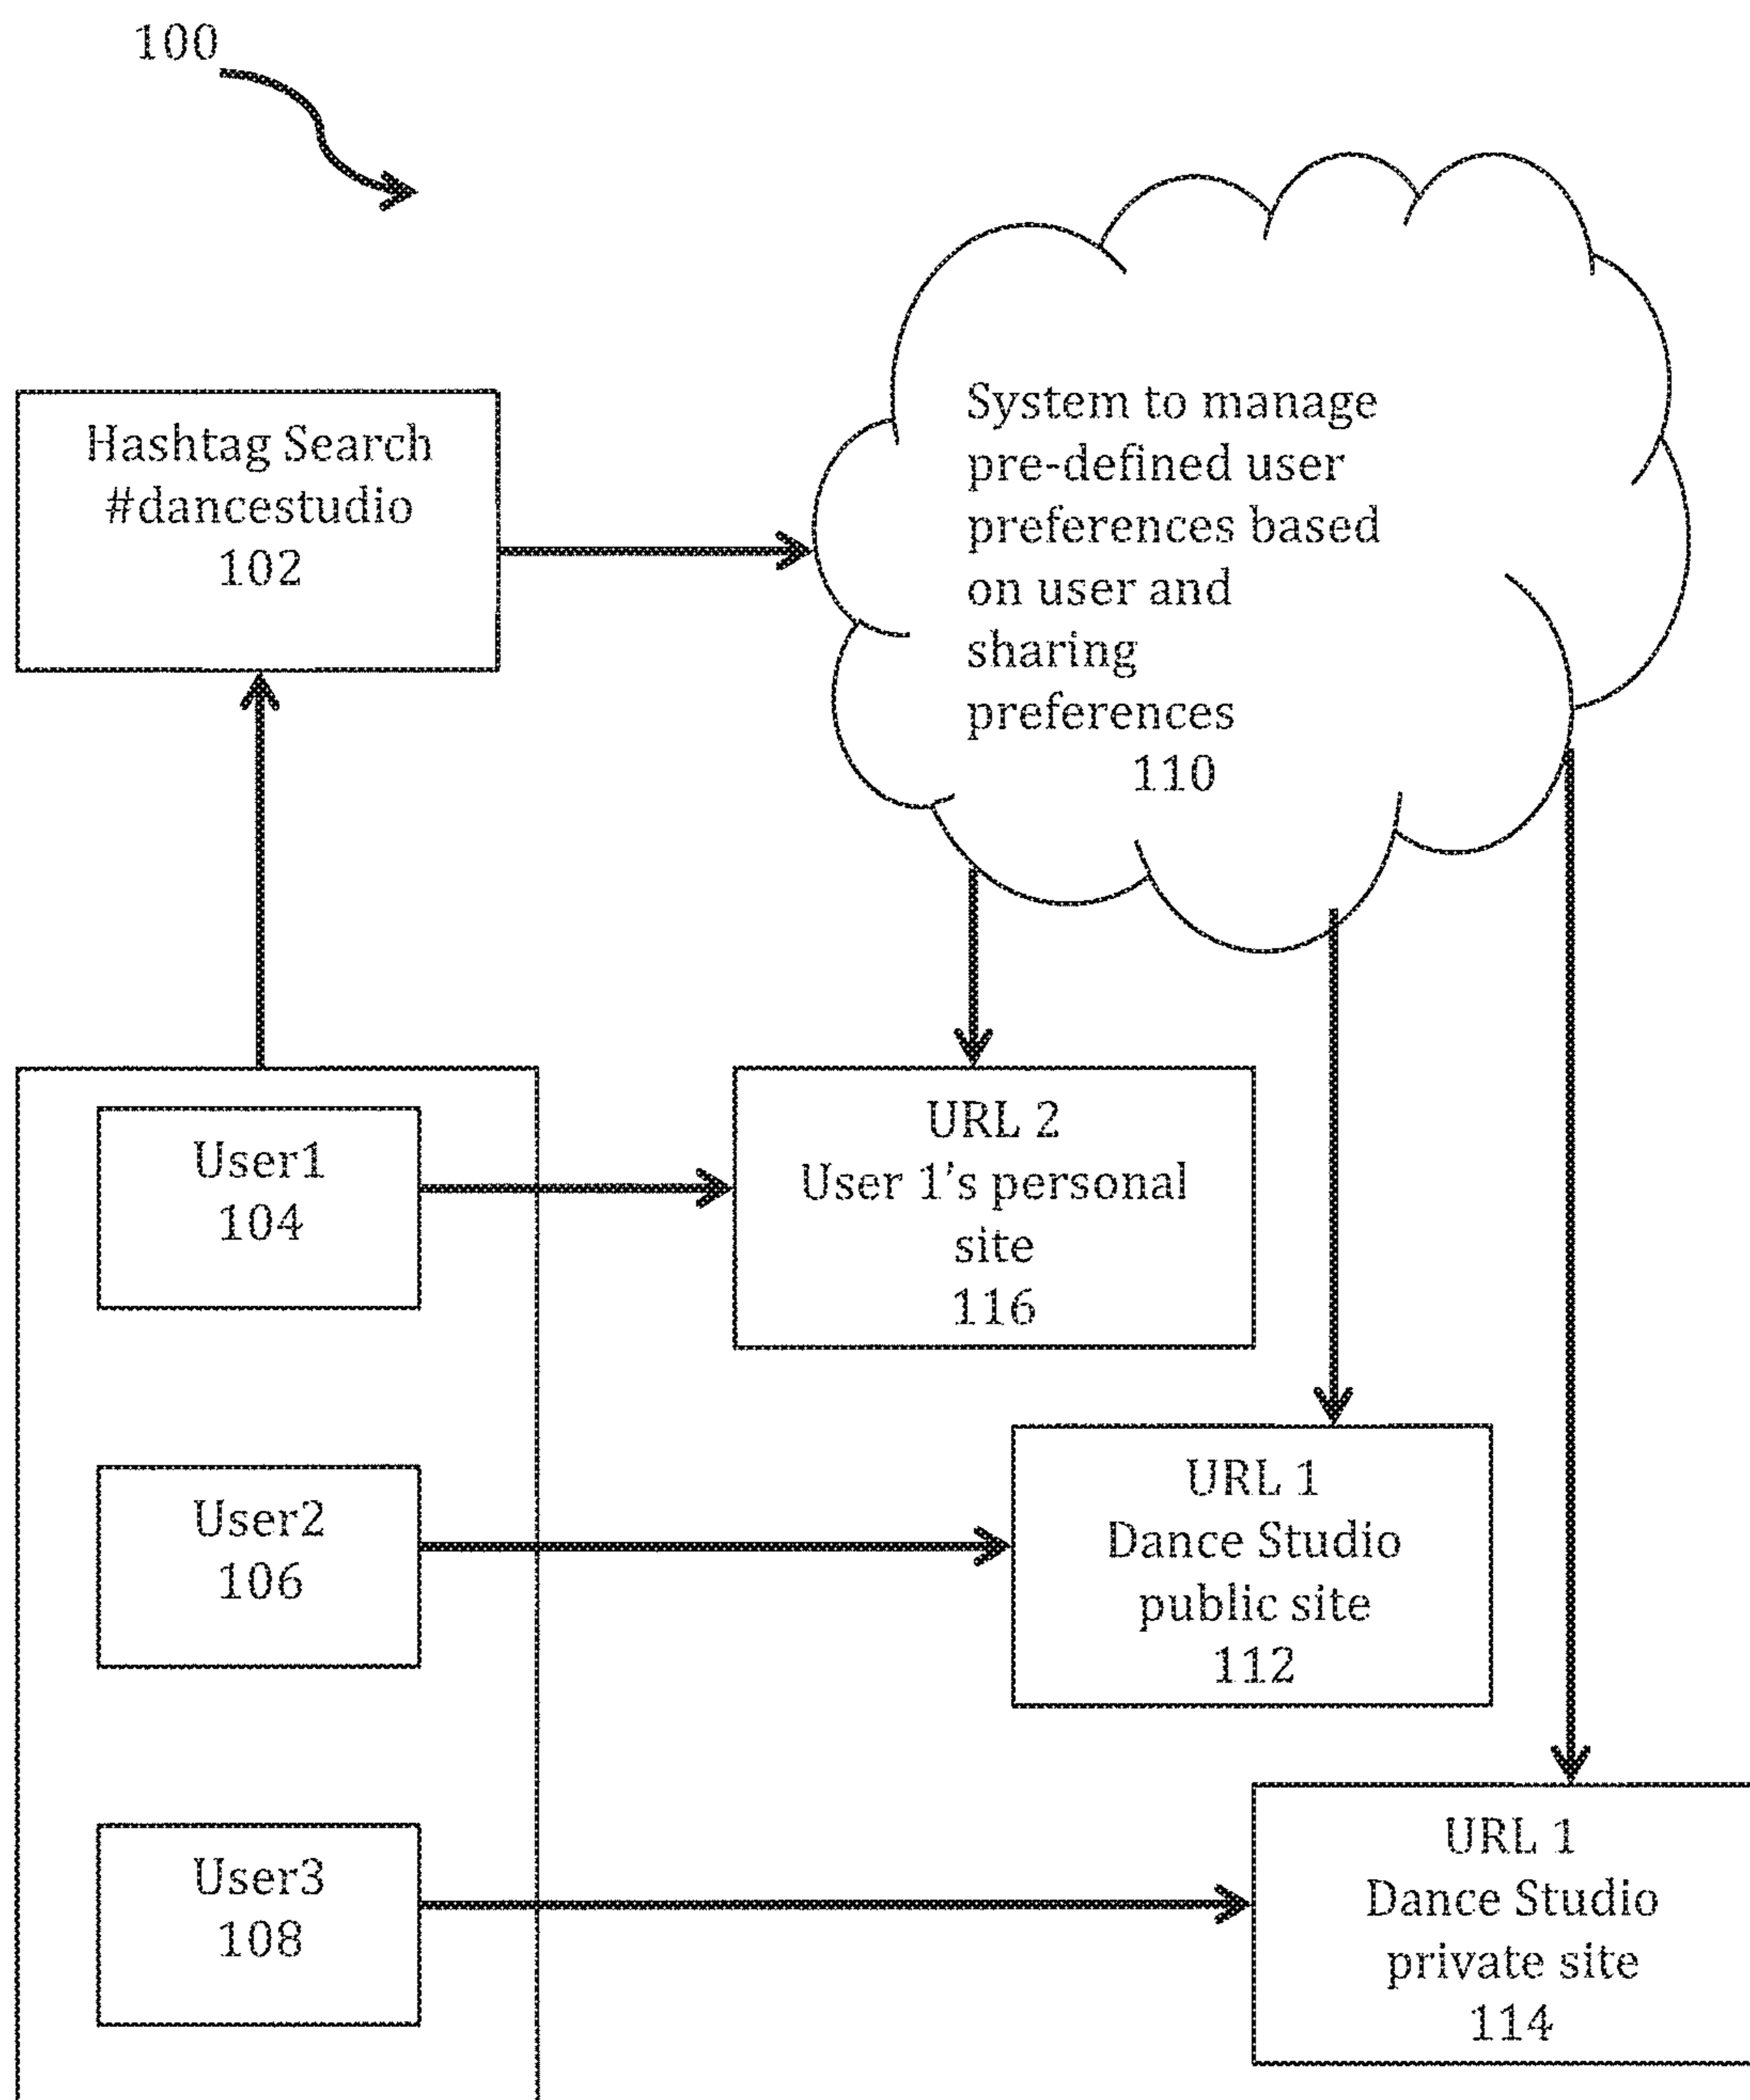 100
Hashtag Search
#dancestudio
102
System to manage
pre-defined user
preferences based
on user and
sharing
preferences
110
User1
104
URL 2
User 1’s personal
site
116
User2
106
URL 1
Dance Studio
public site
112
User3
108
URL 1
Dance Studio
private site
114